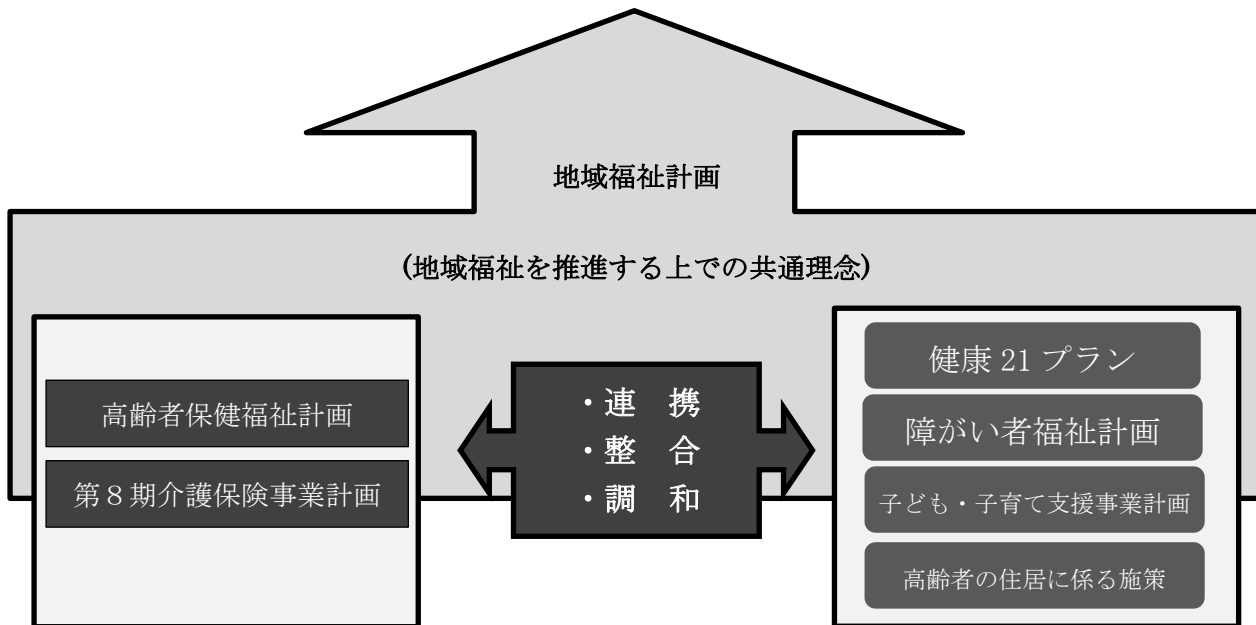 地域福祉計画
(地域福祉を推進する上での共通理念)
高齢者保健福祉計画
第８期介護保険事業計画
・連　携
・整　合
・調　和
健康 21 プラン
障がい者福祉計画
子ども・子育て支援事業計画
高齢者の住居に係る施策